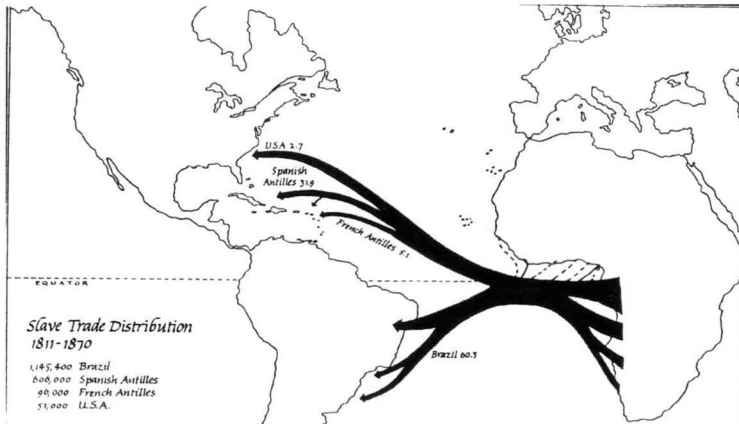 USA 2.7
Spanish
Antilles 31.9
French Antilles 5.1
EQUATOR
Brazil 60.3
Slave Trade Distribution
1811-1870
1,145,400 Brazil
606,000 Spanish Antilles
96,000 French Antilles
51,000 U.S.A.